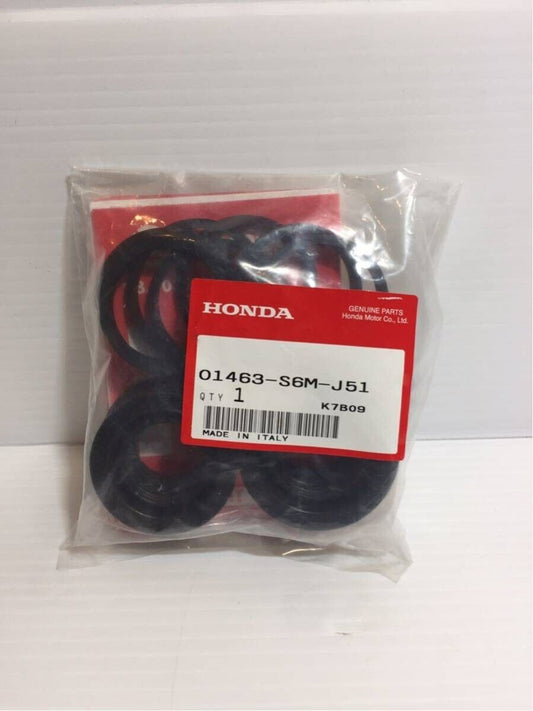 HONDA
GENUINE PARTS
Honda Motor Co., Ltd.
01463-S6M-J51
QTY 1
K7B09
MADE IN ITALY